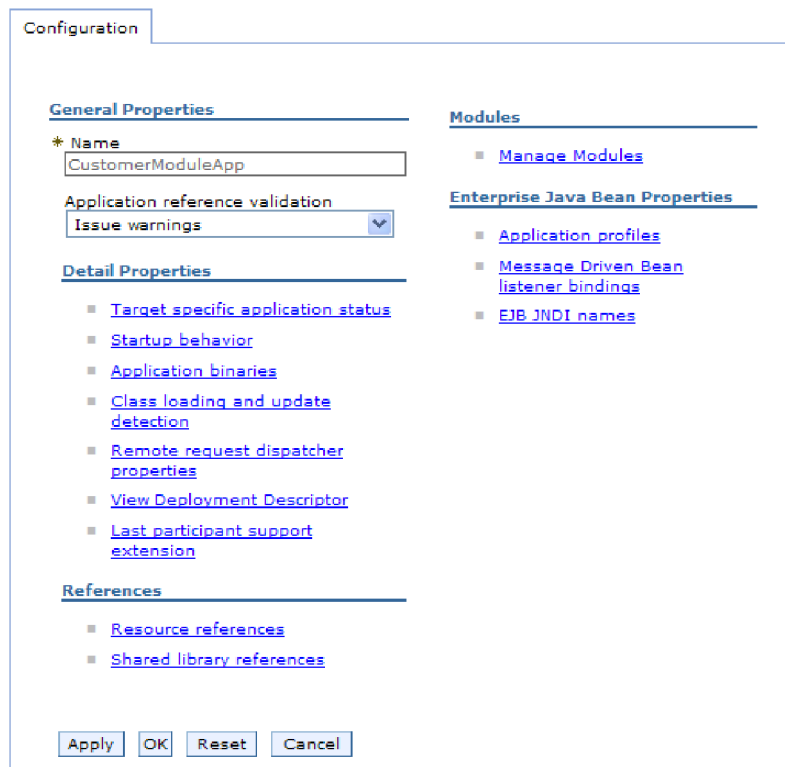 Configuration
General Properties
* Name
CustomerModuleApp
Application reference validation
Issue warnings
Detail Properties
Target specific application status
Startup behavior
Application binaries
Class loading and update
detection
Remote request dispatcher
properties
View Deployment Descriptor
Last participant support
extension
References
Resource references
Shared library references
Modules
Manage Modules
Enterprise Java Bean Properties
Application profiles
Message Driven Bean
listener bindings
EJB JNDI names
Apply OK Reset Cancel